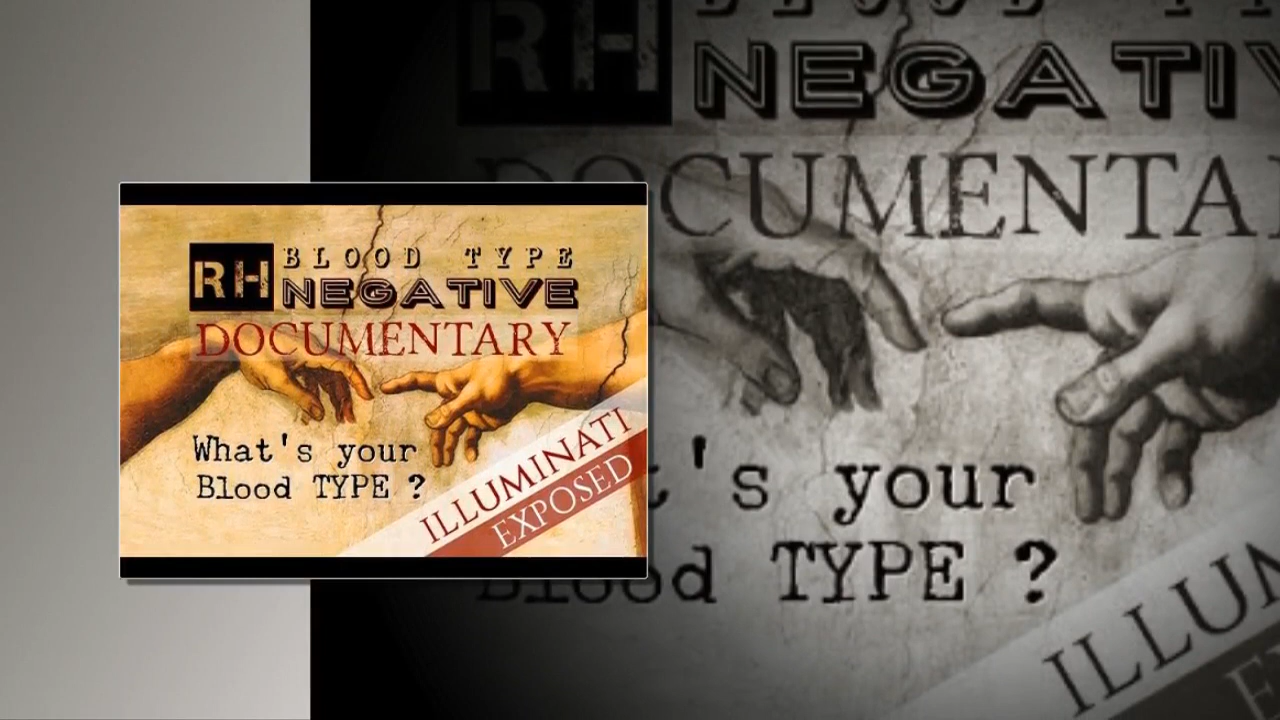 RH BLOOD TYPE
NEGATIVE
DOCUMENTARY
What's your
Blood TYPE ?
ILLUMINATI
EXPOSED
RH
NEGATIV
DOCUMENTA
t's your
Blood TYPE ?
ILLUM